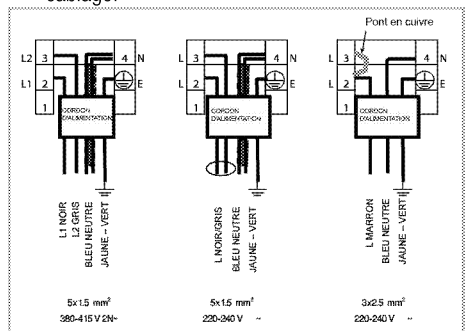 câblage.
Pont en cuivre
L2 3 4 N
L1 2 E
1
CORDON
D'ALIMENTATION
L1 NOIR
L2 GRIS
BLEU NEUTRE
JAUNE – VERT
5x1.5 mm²
380-415 V 2N~
L 3 4 N
L 2 E
1
CORDON
D'ALIMENTATION
L NOIR/GRIS
BLEU NEUTRE
JAUNE – VERT
5x1.5 mm²
220-240 V ~
L 3 4 N
L 2 E
1
CORDON
D'ALIMENTATION
L MARRON
BLEU NEUTRE
JAUNE – VERT
3x2.5 mm²
220-240 V ~